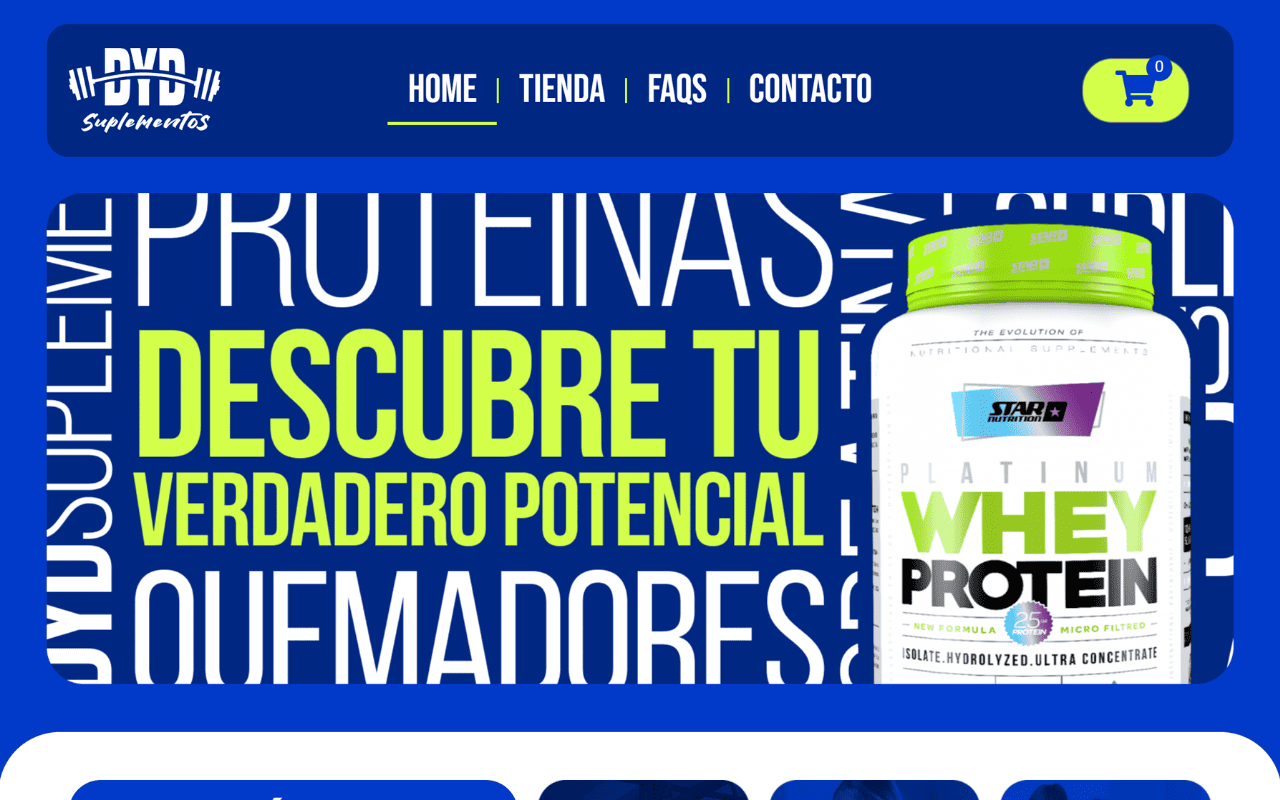 DYD
Suplementos
HOME
TIENDA
FAQS
CONTACTO
0
PROTEINAS
DESCUBRE TU
VERDADERO POTENCIAL
QUEMADORES
DYDSUPLEME
THE EVOLUTION OF
NUTRITIONAL SUPPLEMENTS
STAR
NUTRITION
PLATINUM
WHEY
PROTEIN
NEW FORMULA
25
PROTEIN
MICRO FILTRED
ISOLATE.HYDROLYZED.ULTRA CONCENTRATE